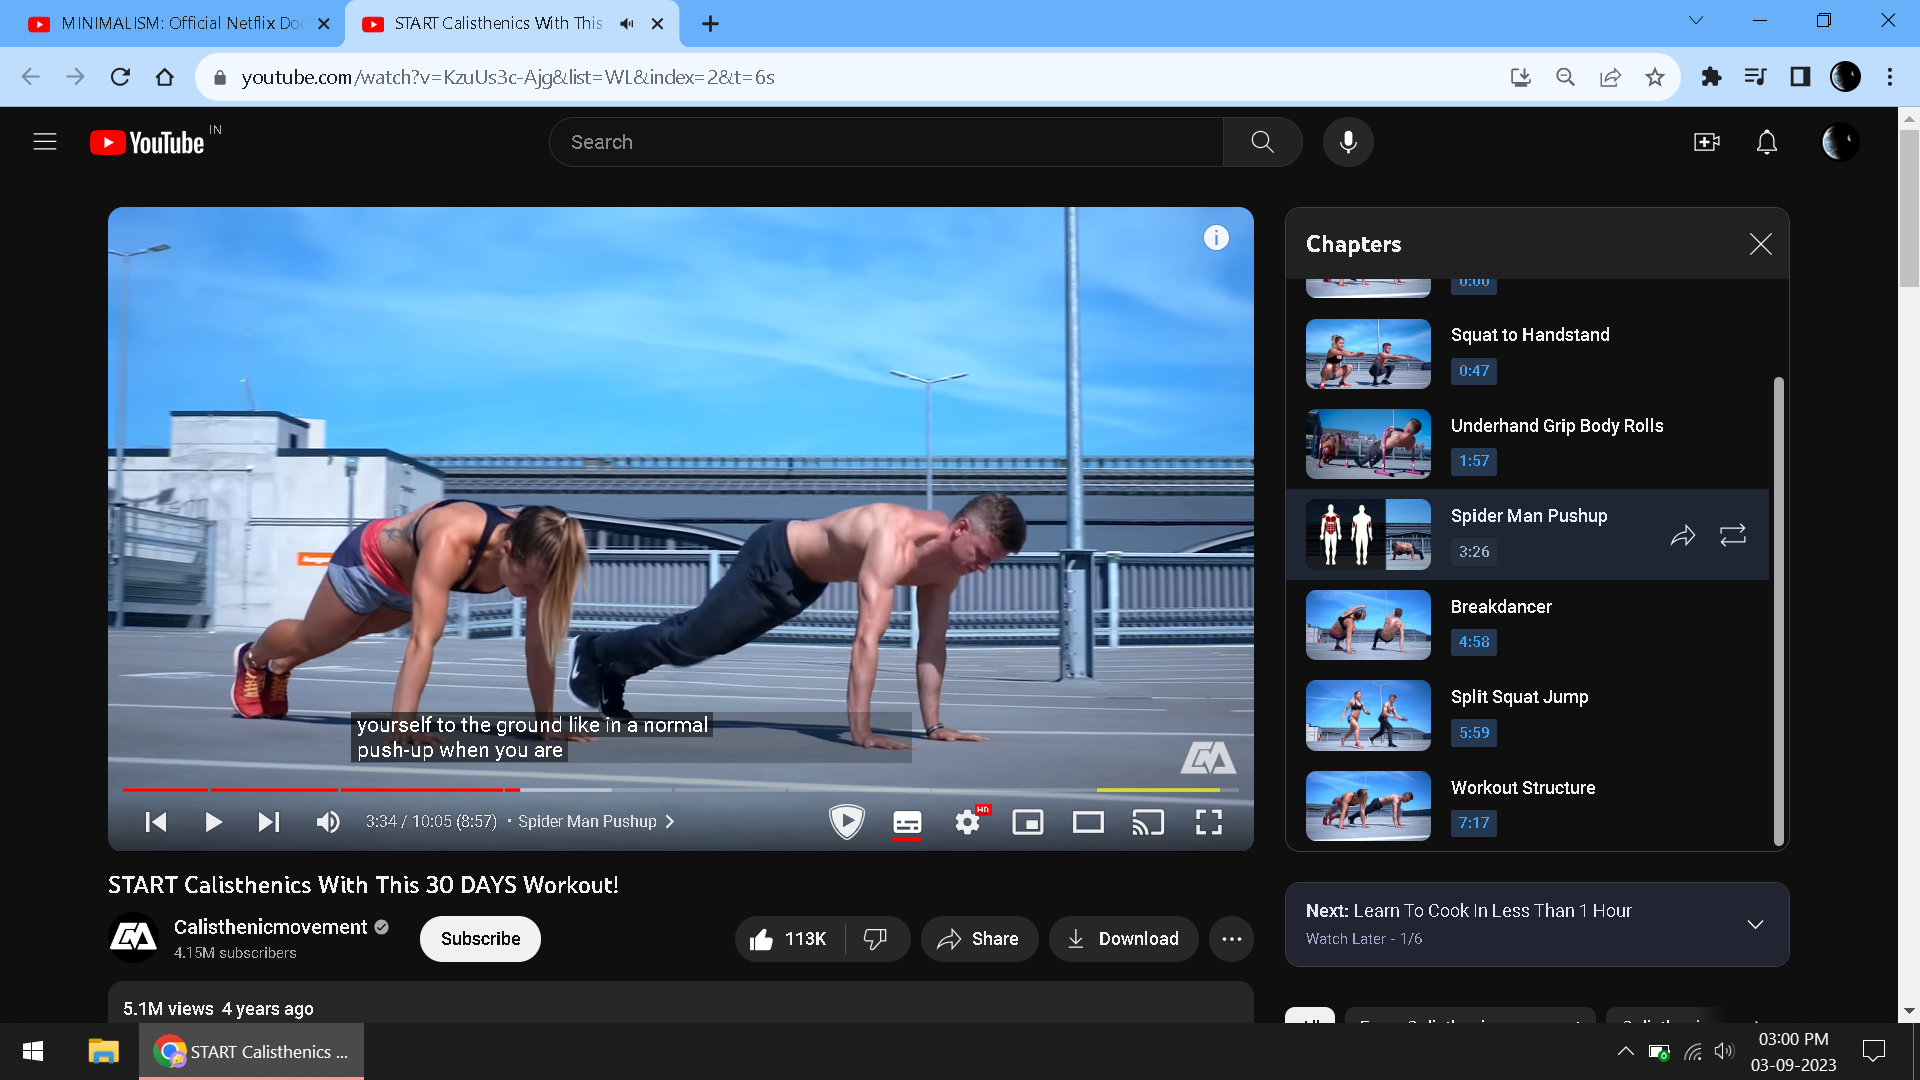 MINIMALISM: Official Netflix Do
START Calisthenics With This
youtube.com/watch?v=KzuUs3c-Ajg&list=WL&index=2&t=6s
YouTube IN
Search
Chapters
0:00
Squat to Handstand
0:47
Underhand Grip Body Rolls
1:57
Spider Man Pushup
3:26
Breakdancer
4:58
Split Squat Jump
5:59
Workout Structure
7:17
yourself to the ground like in a normal
push-up when you are
3:34 / 10:05 (8:57) • Spider Man Pushup
HD
START Calisthenics With This 30 DAYS Workout!
Calisthenicmovement
4.15M subscribers
Subscribe
113K
Share
Download
Next: Learn To Cook In Less Than 1 Hour
Watch Later - 1/6
5.1M views 4 years ago
START Calisthenics ...
03:00 PM
03-09-2023